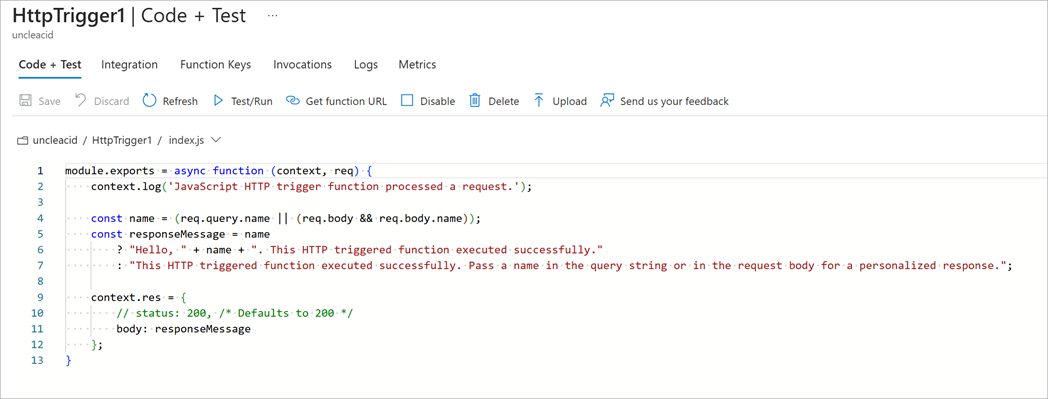 HttpTrigger1 | Code + Test ...
uncleacid
Code + Test Integration Function Keys Invocations Logs Metrics
Save Discard Refresh Test/Run Get function URL Disable Delete Upload Send us your feedback
uncleacid / HttpTrigger1 / index.js
1 module.exports = async function (context, req) {
2     context.log('JavaScript HTTP trigger function processed a request.');
3
4     const name = (req.query.name || (req.body && req.body.name));
5     const responseMessage = name
6         ? "Hello, " + name + ". This HTTP triggered function executed successfully."
7         : "This HTTP triggered function executed successfully. Pass a name in the query string or in the request body for a personalized response.";
8
9     context.res = {
10         // status: 200, /* Defaults to 200 */
11         body: responseMessage
12     };
13 }